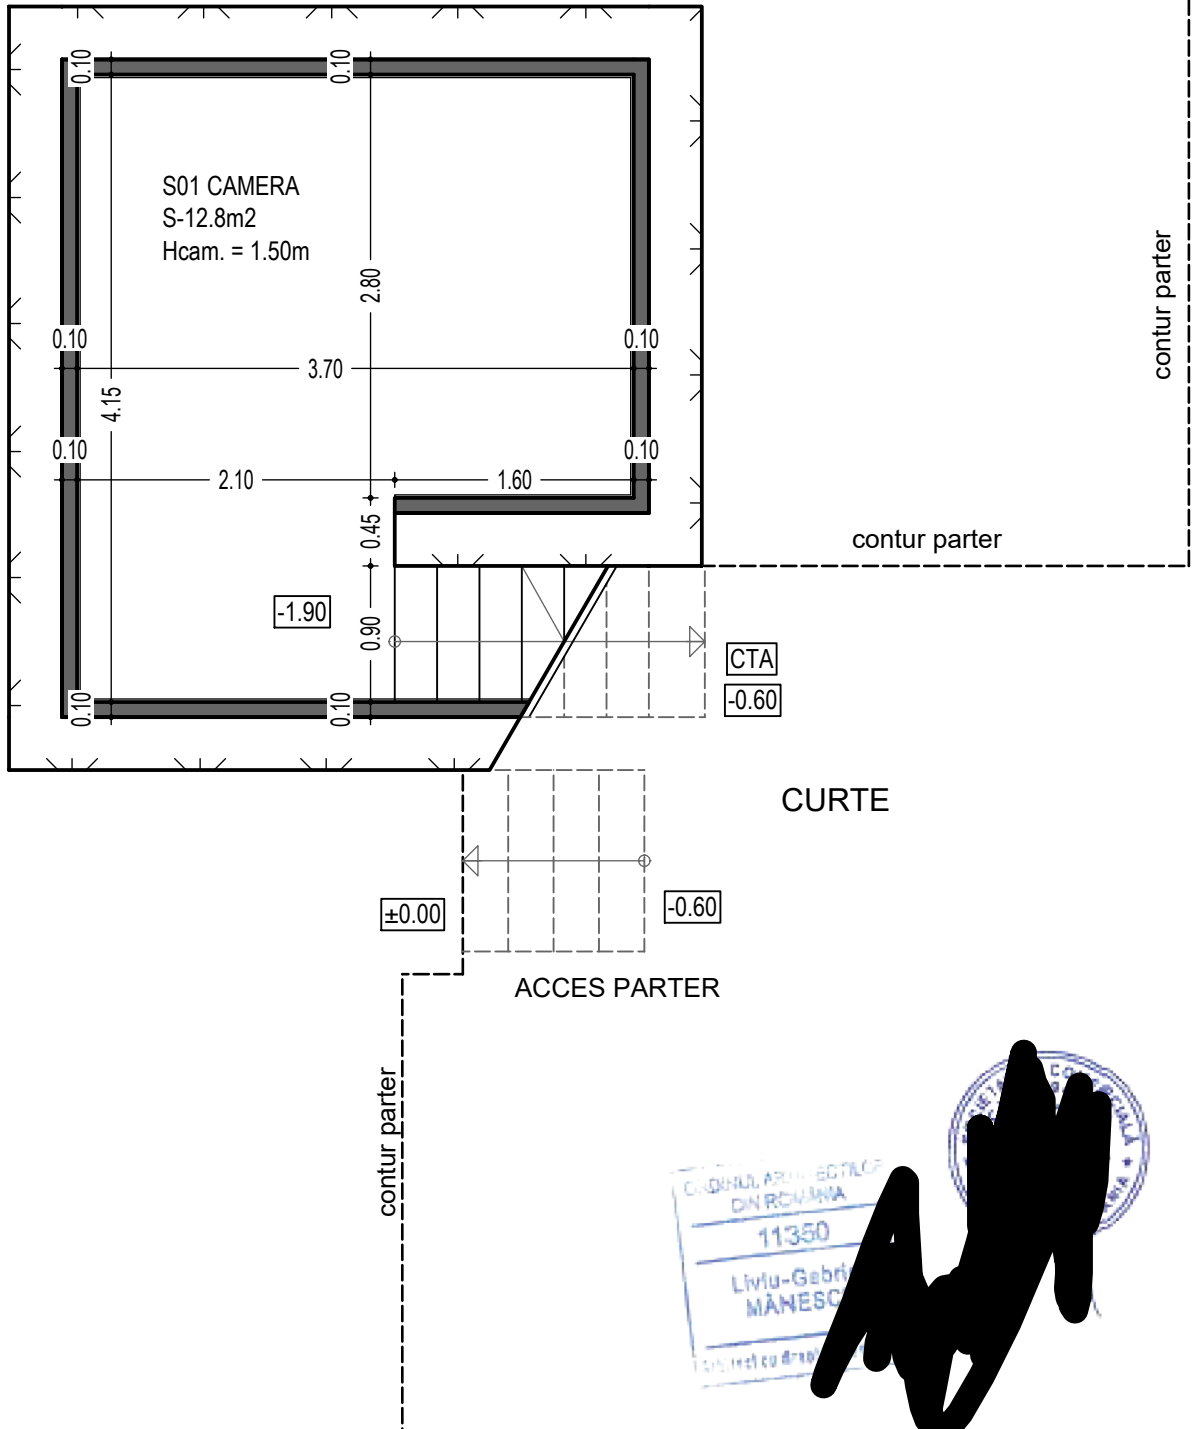 0.10
0.10
S01 CAMERA
S-12.8m2
Hcam. = 1.50m
2.80
contur parter
0.10
0.10
3.70
4.15
0.10
0.10
2.10
1.60
0.45
contur parter
-1.90
0.90
CTA
-0.60
0.10
0.10
CURTE
±0.00
-0.60
ACCES PARTER
contur parter
DIN ROMÂNIA
11350